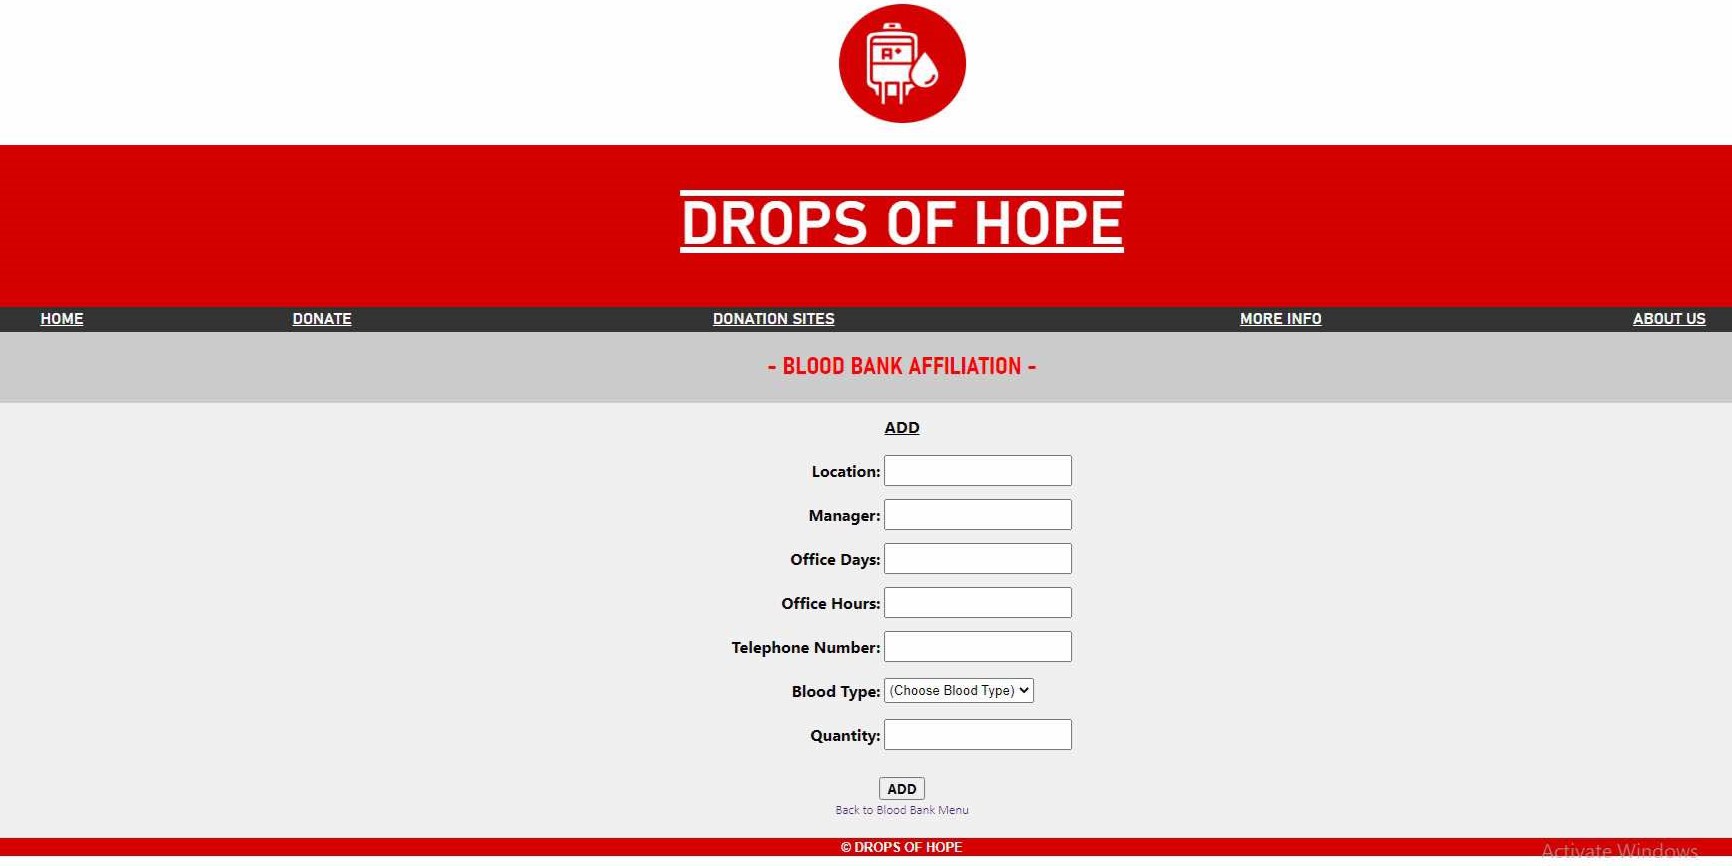 A+
DROPS OF HOPE
HOME DONATE DONATION SITES MORE INFO ABOUT US
- BLOOD BANK AFFILIATION -
ADD
Location:
Manager:
Office Days:
Office Hours:
Telephone Number:
Blood Type: (Choose Blood Type)
Quantity:
ADD
Back to Blood Bank Menu
© DROPS OF HOPE
Activate Windows